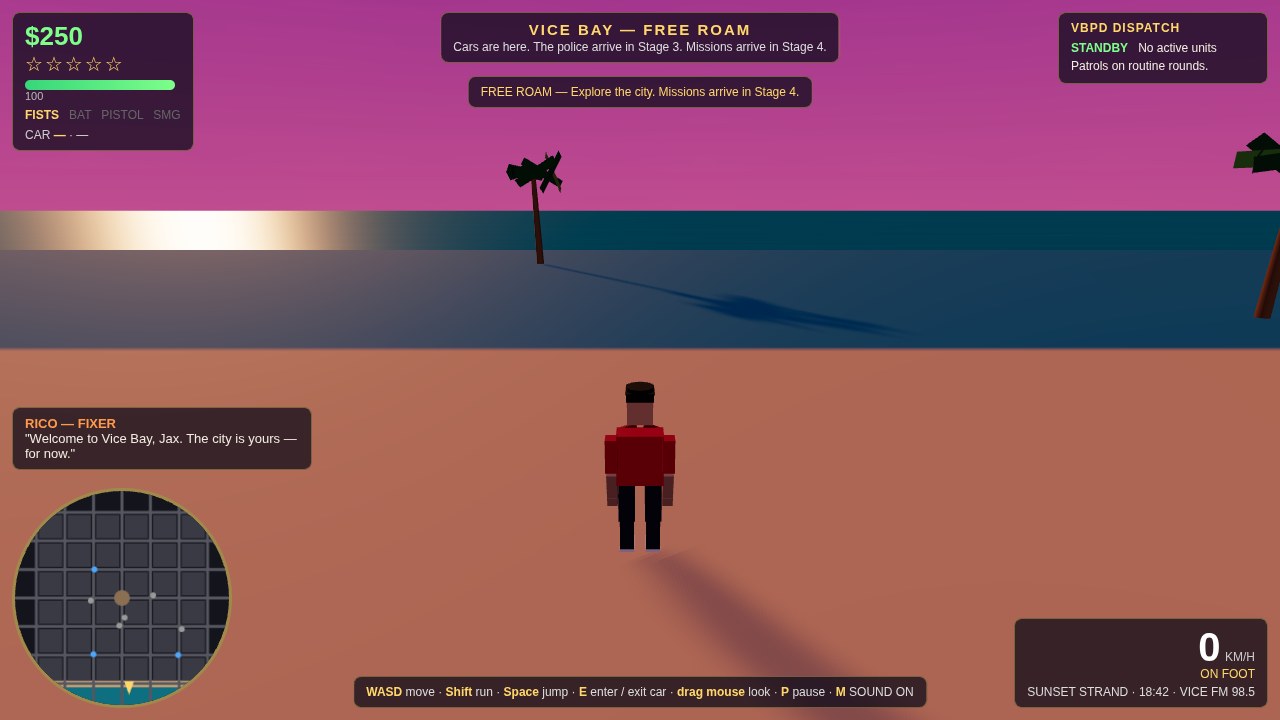 $250
☆☆☆☆☆
100
FISTS BAT PISTOL SMG
CAR — · —
VICE BAY — FREE ROAM
Cars are here. The police arrive in Stage 3. Missions arrive in Stage 4.
FREE ROAM — Explore the city. Missions arrive in Stage 4.
VBPD DISPATCH
STANDBY No active units
Patrols on routine rounds.
RICO — FIXER
"Welcome to Vice Bay, Jax. The city is yours —
for now."
WASD move · Shift run · Space jump · E enter / exit car · drag mouse look · P pause · M SOUND ON
0 KM/H
ON FOOT
SUNSET STRAND · 18:42 · VICE FM 98.5